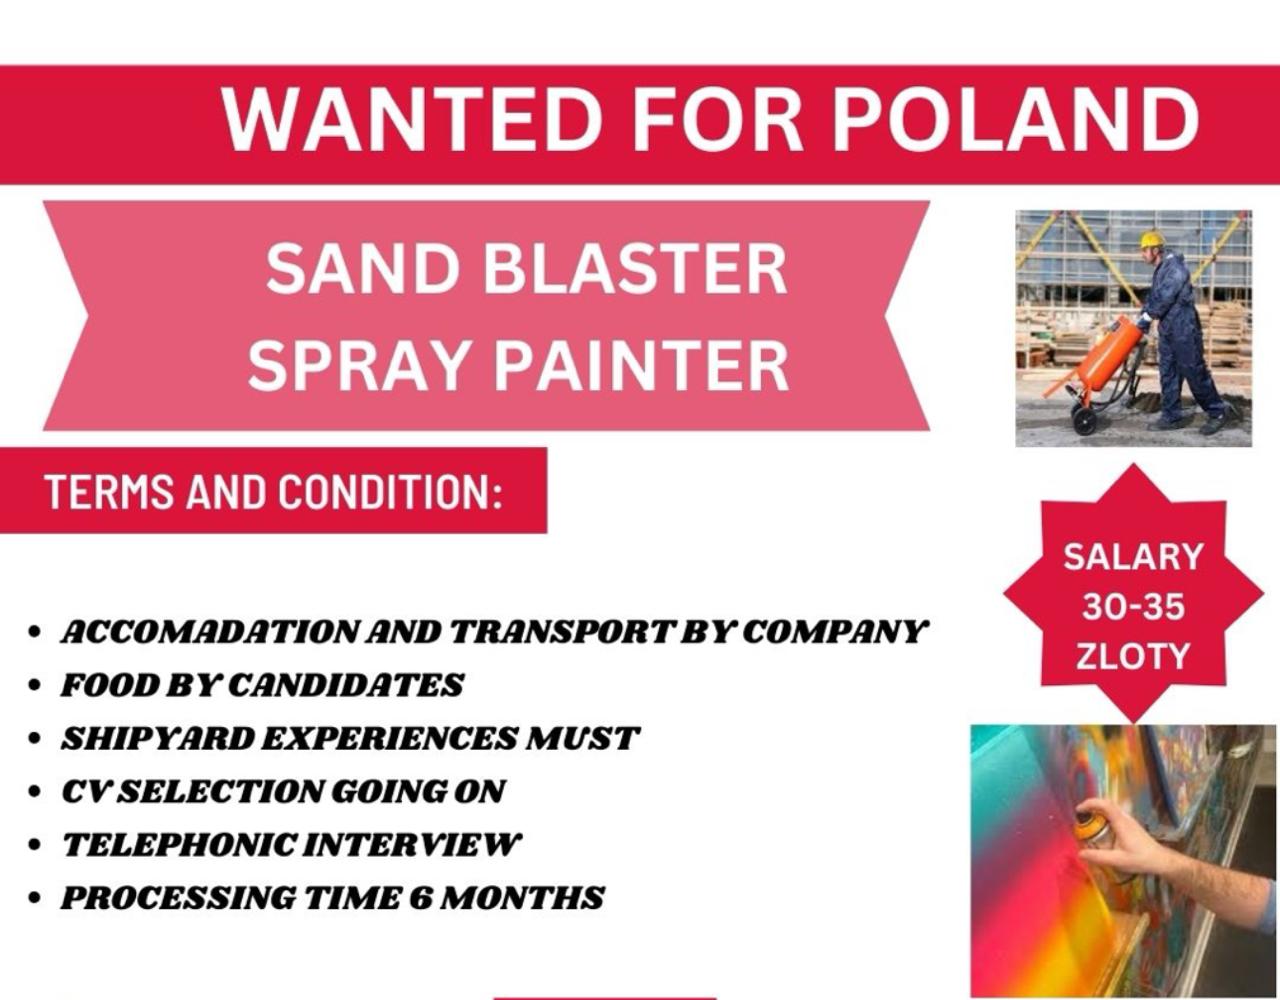 WANTED FOR POLAND
SAND BLASTER
SPRAY PAINTER
TERMS AND CONDITION:
SALARY
30-35
ZLOTY
• ACCOMADATION AND TRANSPORT BY COMPANY
• FOOD BY CANDIDATES
• SHIPYARD EXPERIENCES MUST
• CV SELECTION GOING ON
• TELEPHONIC INTERVIEW
• PROCESSING TIME 6 MONTHS